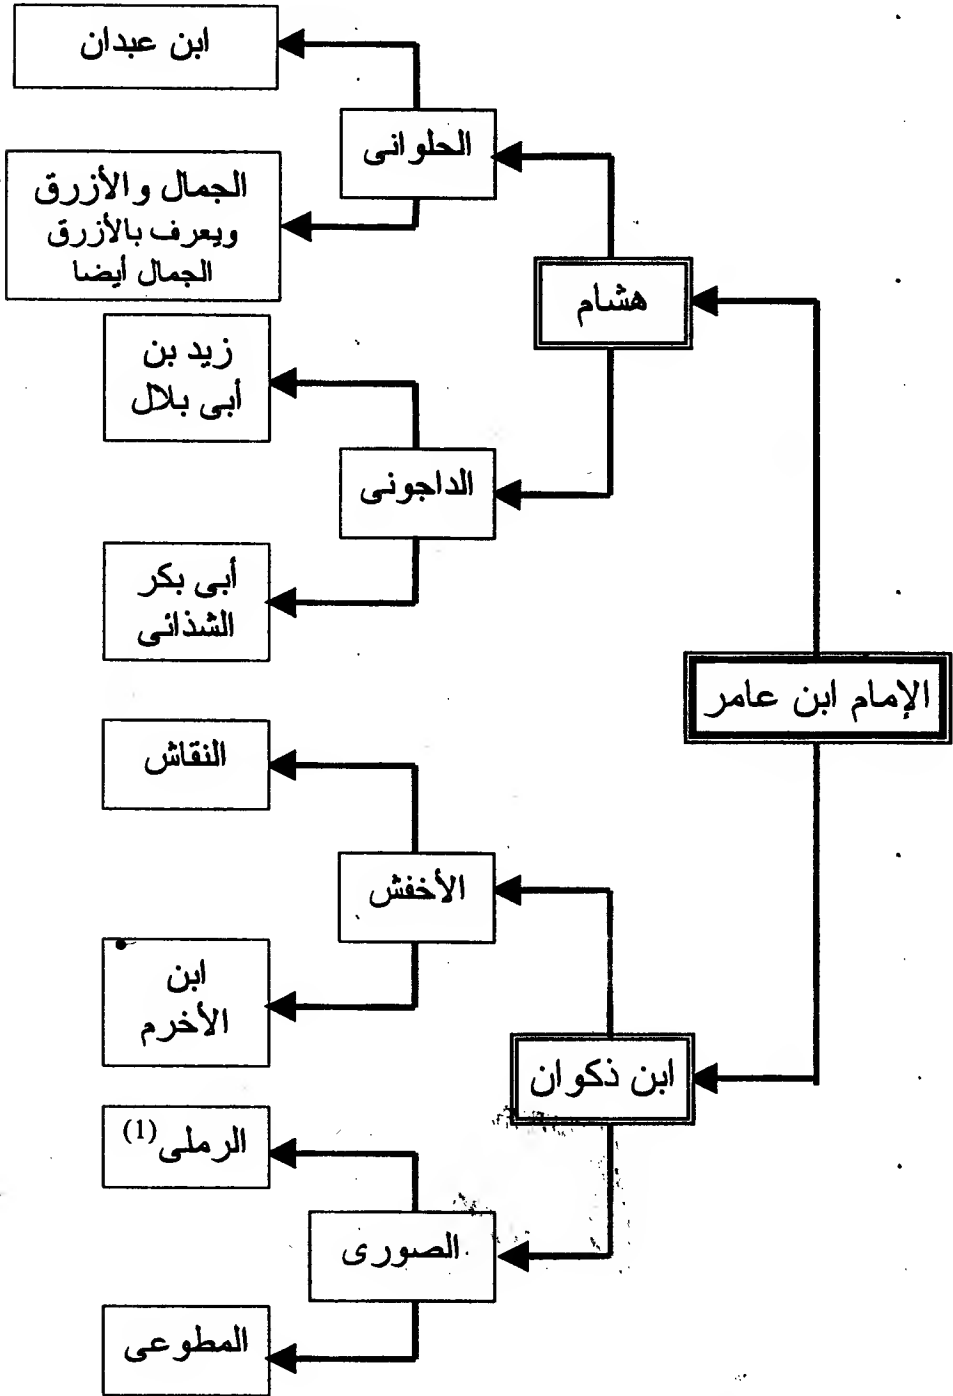 الإمام ابن عامر
هشام
الحلوانى
ابن عبدان
الجمال والأزرق
ويعرف بالأزرق
الجمال أيضا
الداجونى
زيد بن
أبى بلال
أبى بكر
الشذائى
ابن ذكوان
الأخفش
النقاش
ابن
الأخرم
الصورى
الرملى(1)
المطوعى